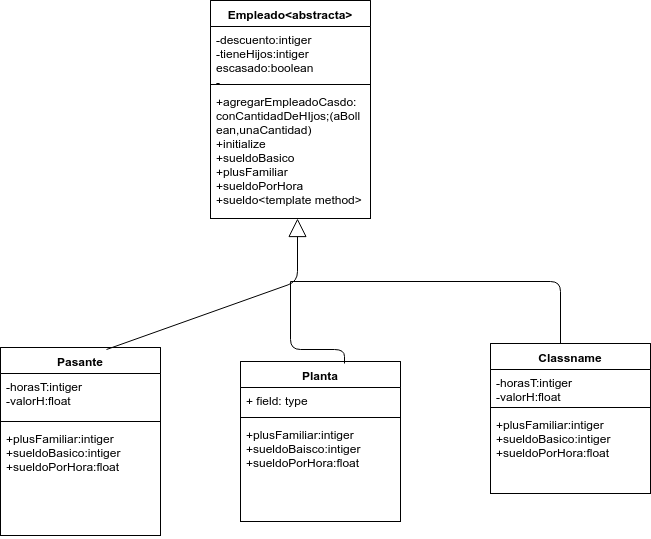 Empleado<abstracta>
-descuento:intiger
-tieneHijos:intiger
escasado:boolean
-
+agregarEmpleadoCasdo:
conCantidadDeHIjos;(aBoll
ean,unaCantidad)
+initialize
+sueldoBasico
+plusFamiliar
+sueldoPorHora
+sueldo<template method>
Pasante
-horasT:intiger
-valorH:float
+plusFamiliar:intiger
+sueldoBasico:intiger
+sueldoPorHora:float
Planta
+ field: type
+plusFamiliar:intiger
+sueldoBaisco:intiger
+sueldoPorHora:float
Classname
-horasT:intiger
-valorH:float
+plusFamiliar:intiger
+sueldoBasico:intiger
+sueldoPorHora:float